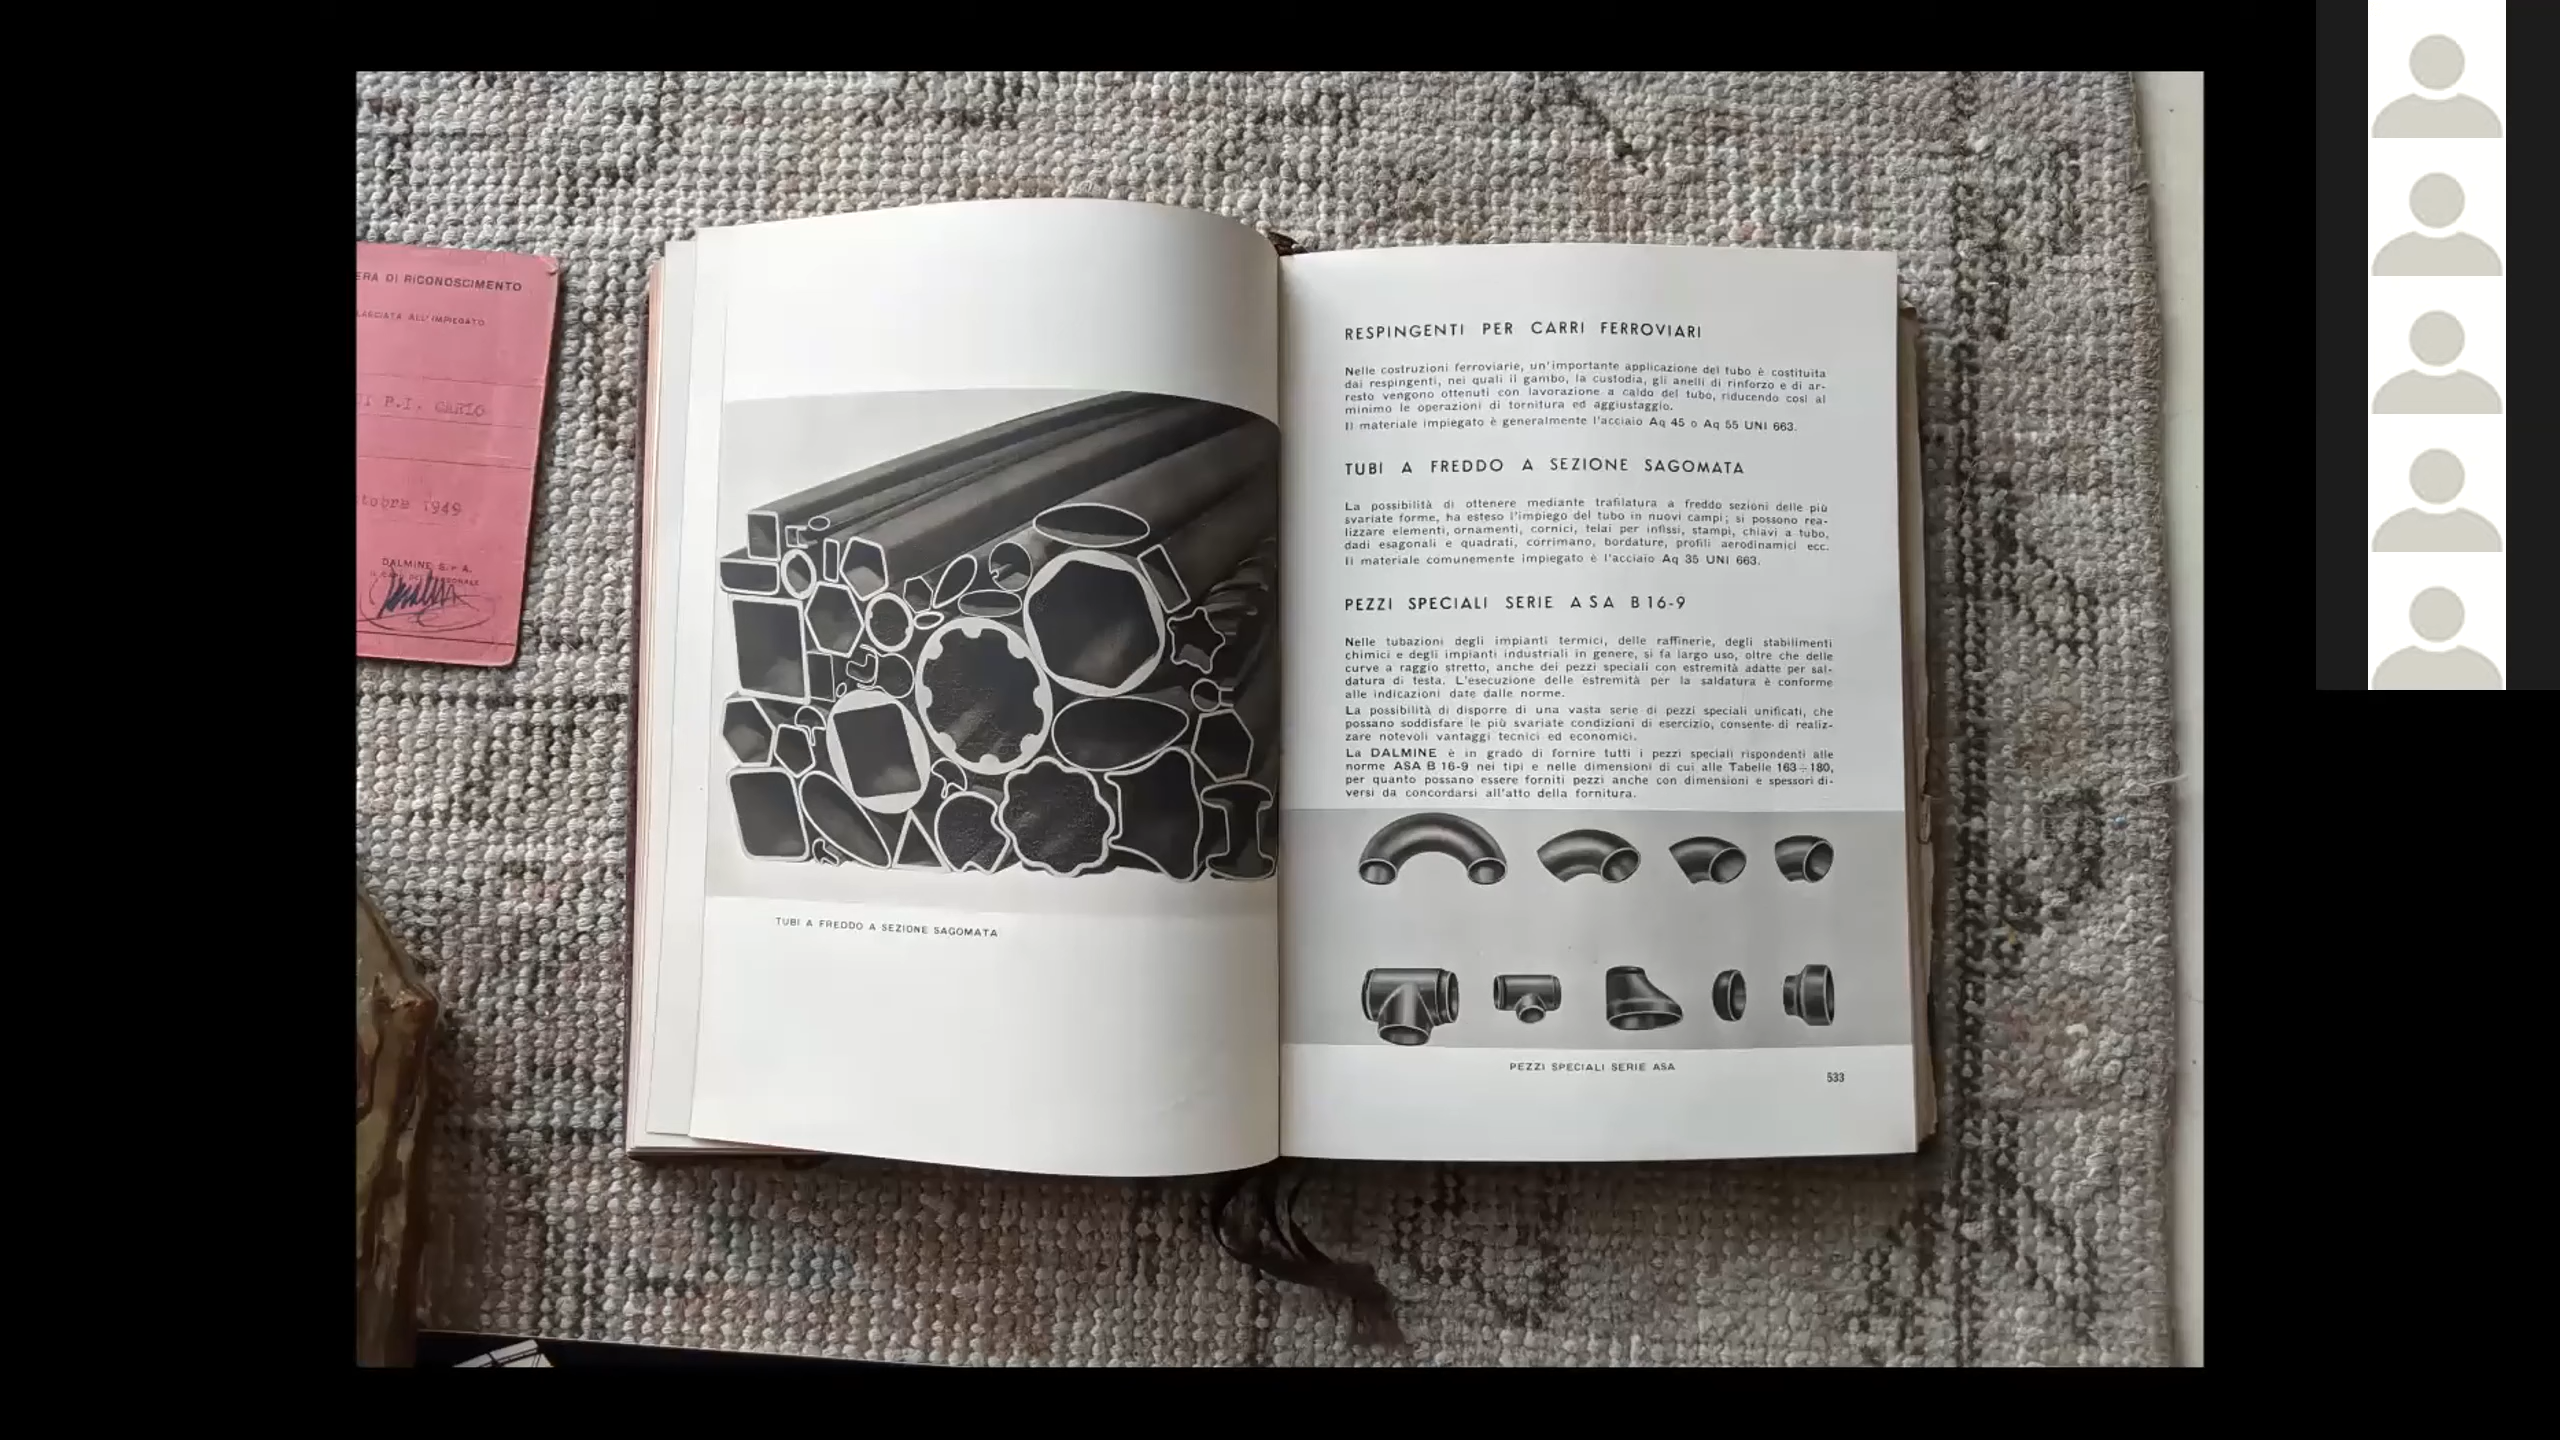 ERA DI RICONOSCIMENTO
LASCIATA ALL'IMPIEGATO
I P.I. CARLO
tobre 1949
DALMINE S.p.A.
TUBI A FREDDO A SEZIONE SAGOMATA
RESPINGENTI PER CARRI FERROVIARI
Nelle costruzioni ferroviarie, un'importante applicazione del tubo è costituita
dai respingenti, nei quali il gambo, la custodia, gli anelli di rinforzo e di ar-
resto vengono ottenuti con lavorazione a caldo del tubo, riducendo così al
minimo le operazioni di tornitura ed aggiustaggio.
Il materiale impiegato è generalmente l'acciaio Aq 45 o Aq 55 UNI 663.
TUBI A FREDDO A SEZIONE SAGOMATA
La possibilità di ottenere mediante trafilatura a freddo sezioni delle più
svariate forme, ha esteso l'impiego del tubo in nuovi campi; si possono rea-
lizzare elementi, ornamenti, cornici, telai per infissi, stampi, chiavi a tubo,
dadi esagonali e quadrati, corrimano, bordature, profili aerodinamici ecc.
Il materiale comunemente impiegato è l'acciaio Aq 35 UNI 663.
PEZZI SPECIALI SERIE ASA B 16-9
Nelle tubazioni degli impianti termici, delle raffinerie, degli stabilimenti
chimici e degli impianti industriali in genere, si fa largo uso, oltre che delle
curve a raggio stretto, anche dei pezzi speciali con estremità adatte per sal-
datura di testa. L'esecuzione delle estremità per la saldatura è conforme
alle indicazioni date dalle norme.
La possibilità di disporre di una vasta serie di pezzi speciali unificati, che
possano soddisfare le più svariate condizioni di esercizio, consente di realiz-
zare notevoli vantaggi tecnici ed economici.
La DALMINE è in grado di fornire tutti i pezzi speciali rispondenti alle
norme ASA B 16-9 nei tipi e nelle dimensioni di cui alle Tabelle 163÷180,
per quanto possano essere forniti pezzi anche con dimensioni e spessori di-
versi da concordarsi all'atto della fornitura.
PEZZI SPECIALI SERIE ASA
533